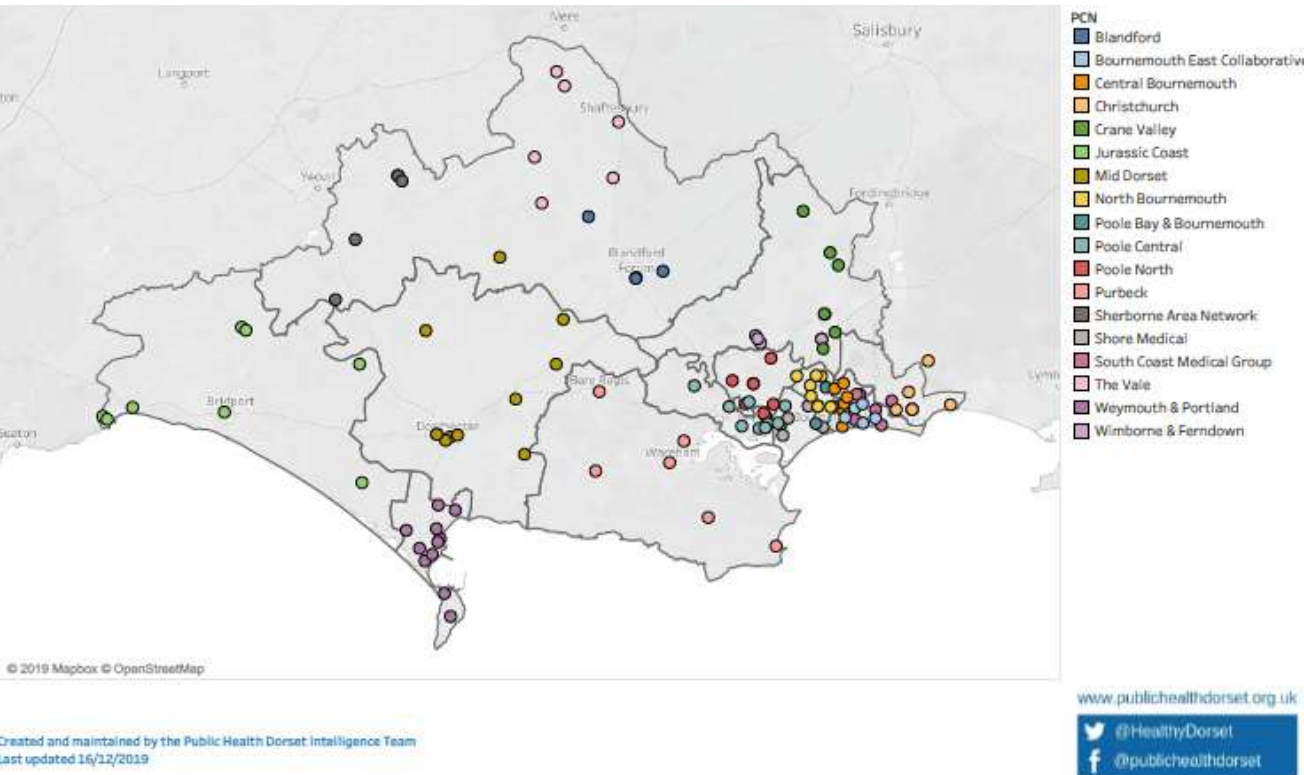 Mere
Salisbury
Langport
ton
Shaftesbury
Yeovil
Fordingbridge
Blandford
Forum
Lymi
Bere Regis
Bridport
Dorchester
Seaton
Wareham
© 2019 Mapbox © OpenStreetMap
PCN
Blandford
Bournemouth East Collaborative
Central Bournemouth
Christchurch
Crane Valley
Jurassic Coast
Mid Dorset
North Bournemouth
Poole Bay & Bournemouth
Poole Central
Poole North
Purbeck
Sherborne Area Network
Shore Medical
South Coast Medical Group
The Vale
Weymouth & Portland
Wimborne & Ferndown
www.publichealthdorset.org.uk
@HealthyDorset
@publichealthdorset
Created and maintained by the Public Health Dorset Intelligence Team
Last updated 16/12/2019